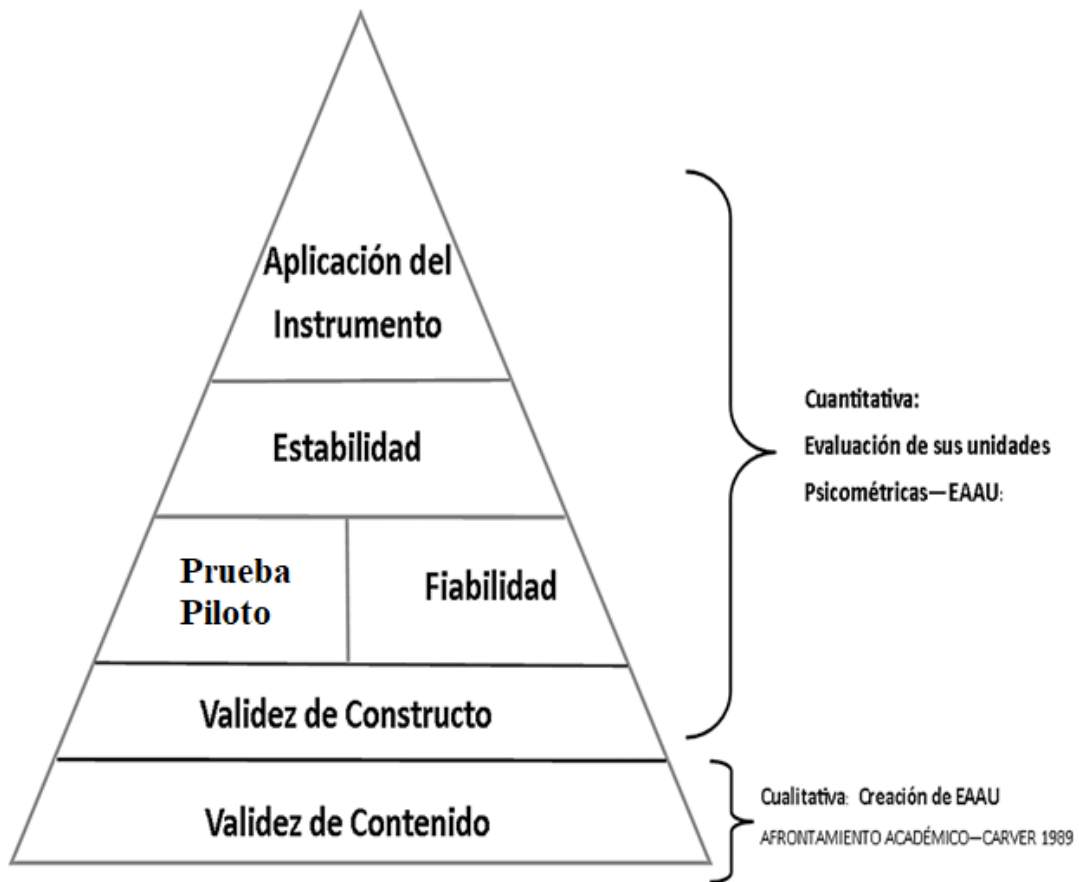 Aplicación del
Instrumento
Estabilidad
Prueba
Piloto
Fiabilidad
Validez de Constructo
Validez de Contenido
Cuantitativa:
Evaluación de sus unidades
Psicométricas—EAAU:
Cualitativa: Creación de EAAU
AFRONTAMIENTO ACADÉMICO—CARVER 1989